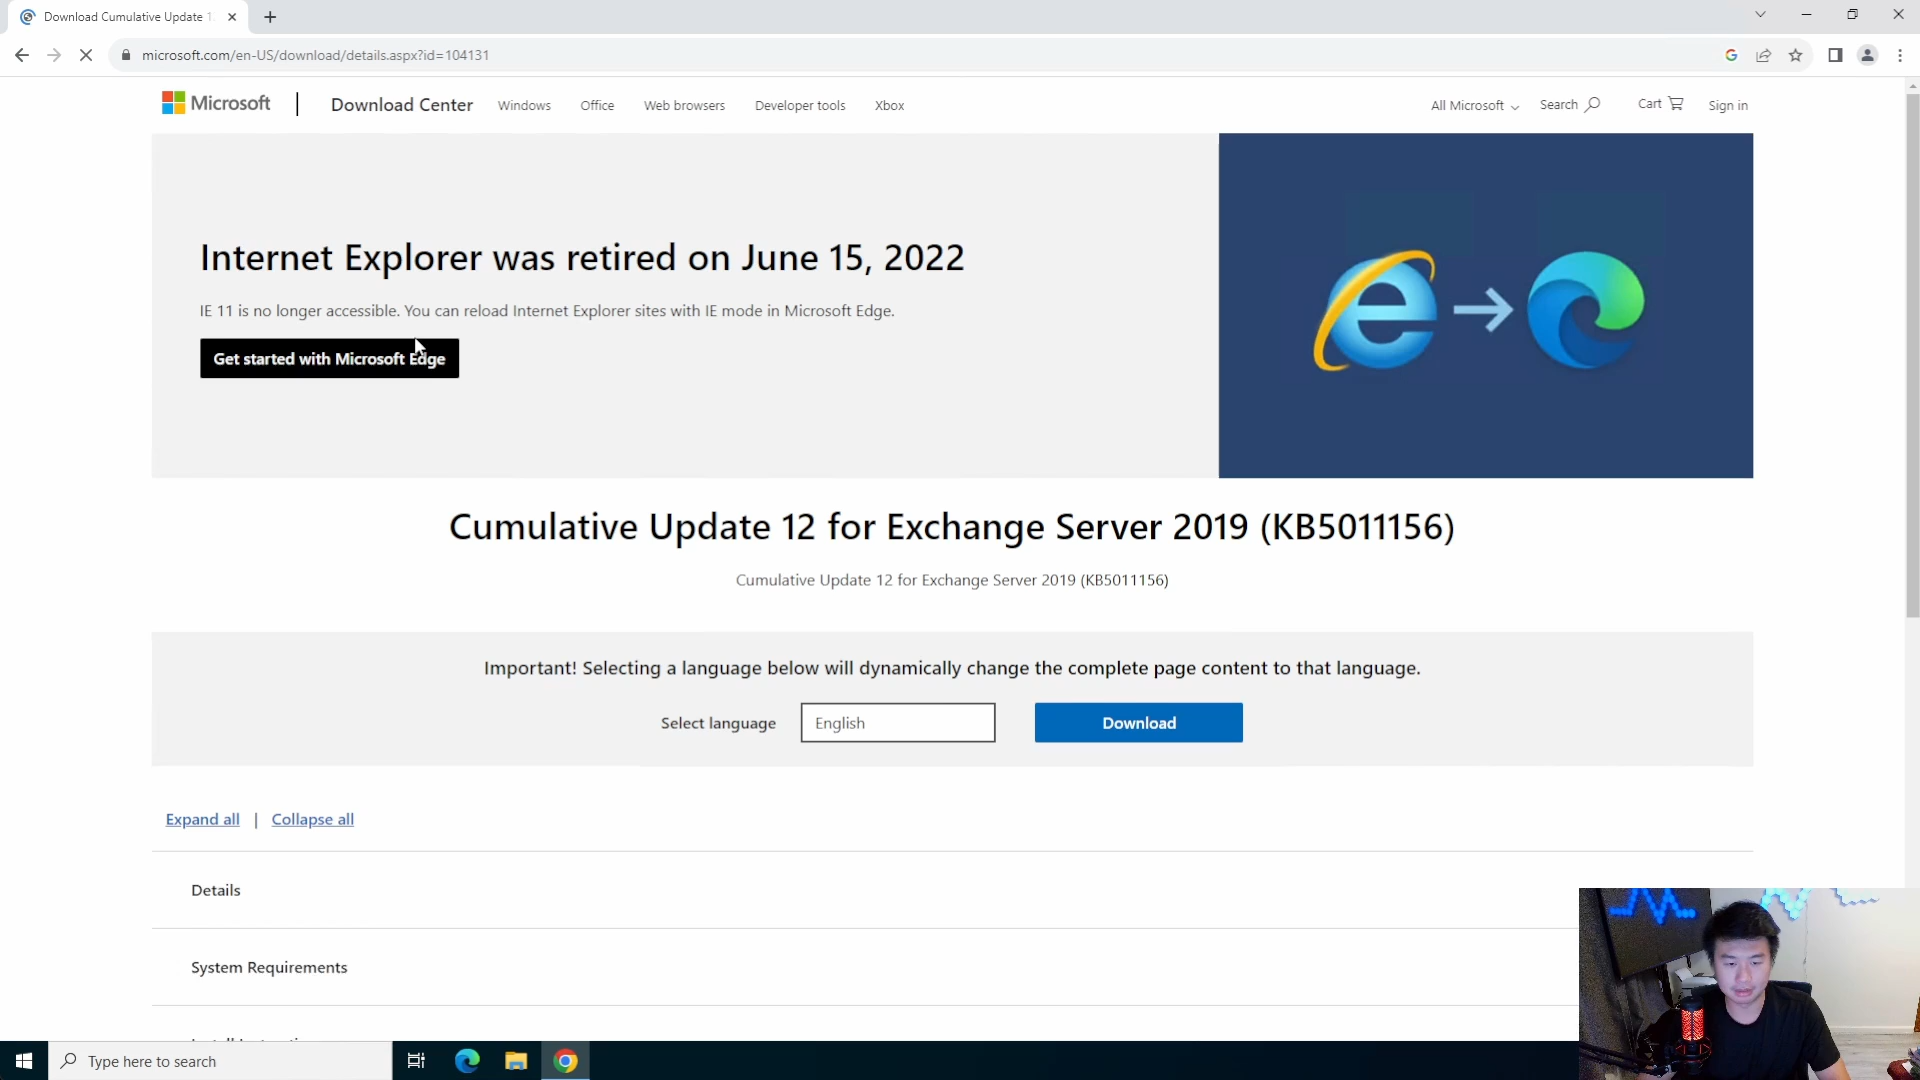 Download Cumulative Update 1
microsoft.com/en-US/download/details.aspx?id=104131
Microsoft
Download Center
Windows
Office
Web browsers
Developer tools
Xbox
All Microsoft
Search
Cart
Sign in
Internet Explorer was retired on June 15, 2022
IE 11 is no longer accessible. You can reload Internet Explorer sites with IE mode in Microsoft Edge.
Get started with Microsoft Edge
Cumulative Update 12 for Exchange Server 2019 (KB5011156)
Cumulative Update 12 for Exchange Server 2019 (KB5011156)
Important! Selecting a language below will dynamically change the complete page content to that language.
Select language
English
Download
Expand all | Collapse all
Details
System Requirements
Type here to search